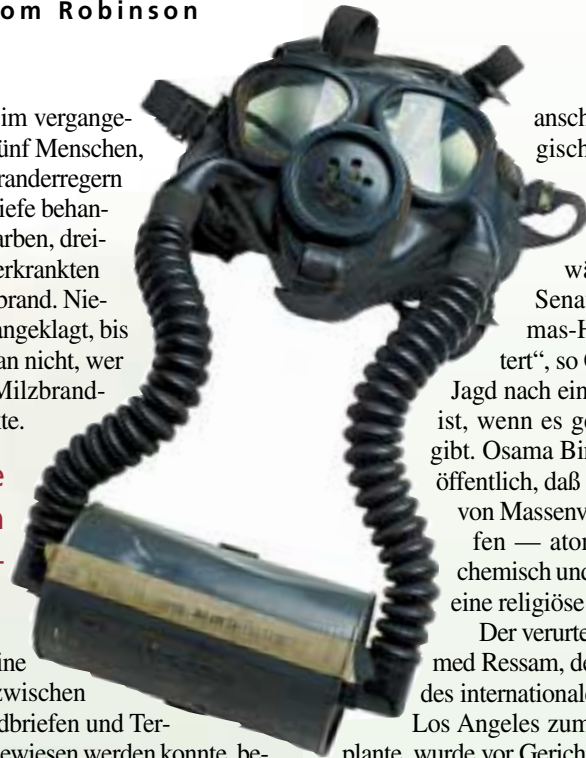 om Robinson
im vergange-
ünf Menschen,
randerregern
iefe behan-
arben, drei-
erkrankten
brand. Nie-
angeklagt, bis
an nicht, wer
Milzbrand-
te.
e
n
-
ine
zwischen
dbriefen und Ter-
ewiesen werden konnte, be-
ansch
gisch
wä
Sena
mas-H
tert“, so
Jagd nach ein
ist, wenn es ge
gibt. Osama Bin
öffentlich, daß
von Massenv
fen — ator
chemisch und
eine religiöse
Der verurte
med Ressam, de
des internationale
Los Angeles zum
plante, wurde vor Gerich